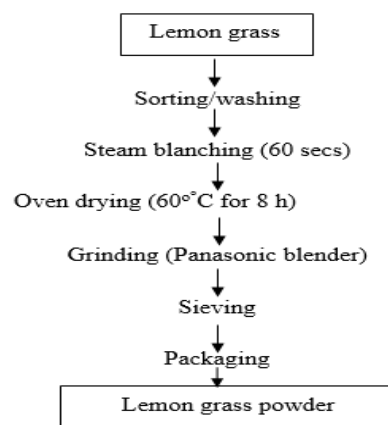 Lemon grass
Sorting/washing
Steam blanching (60 secs)
Oven drying (60°˚C for 8 h)
Grinding (Panasonic blender)
Sieving
Packaging
Lemon grass powder